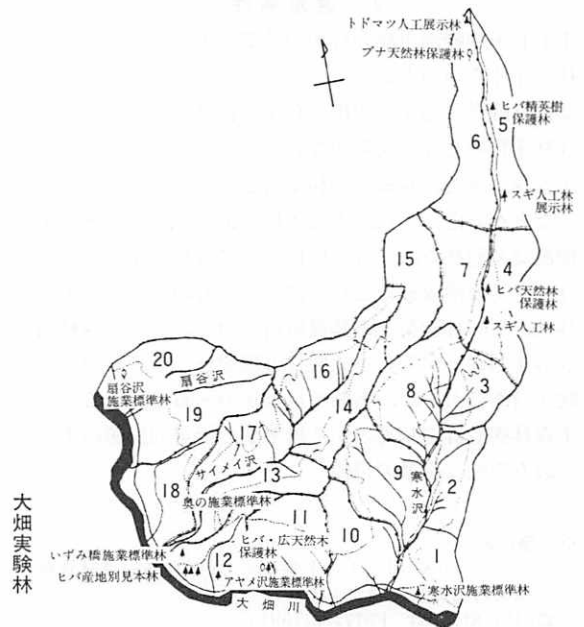 トドマツ人工展示林
ブナ天然林保護林
ヒバ精英樹
保護林
5
6
スギ人工林
展示林
15
7
4
ヒバ天然林
保護林
スギ人工林
20
扇谷沢
16
3
扇谷沢
施業標準林
8
19
14
17
サイメイ沢
13
9
寒水沢
2
18
奥の施業標準林
11
10
いずみ橋施業標準林
ヒバ・広天然木
保護林
1
12
ヒバ産地別見本林
アヤメ沢施業標準林
寒水沢施業標準林
大畑川
大畑実験林